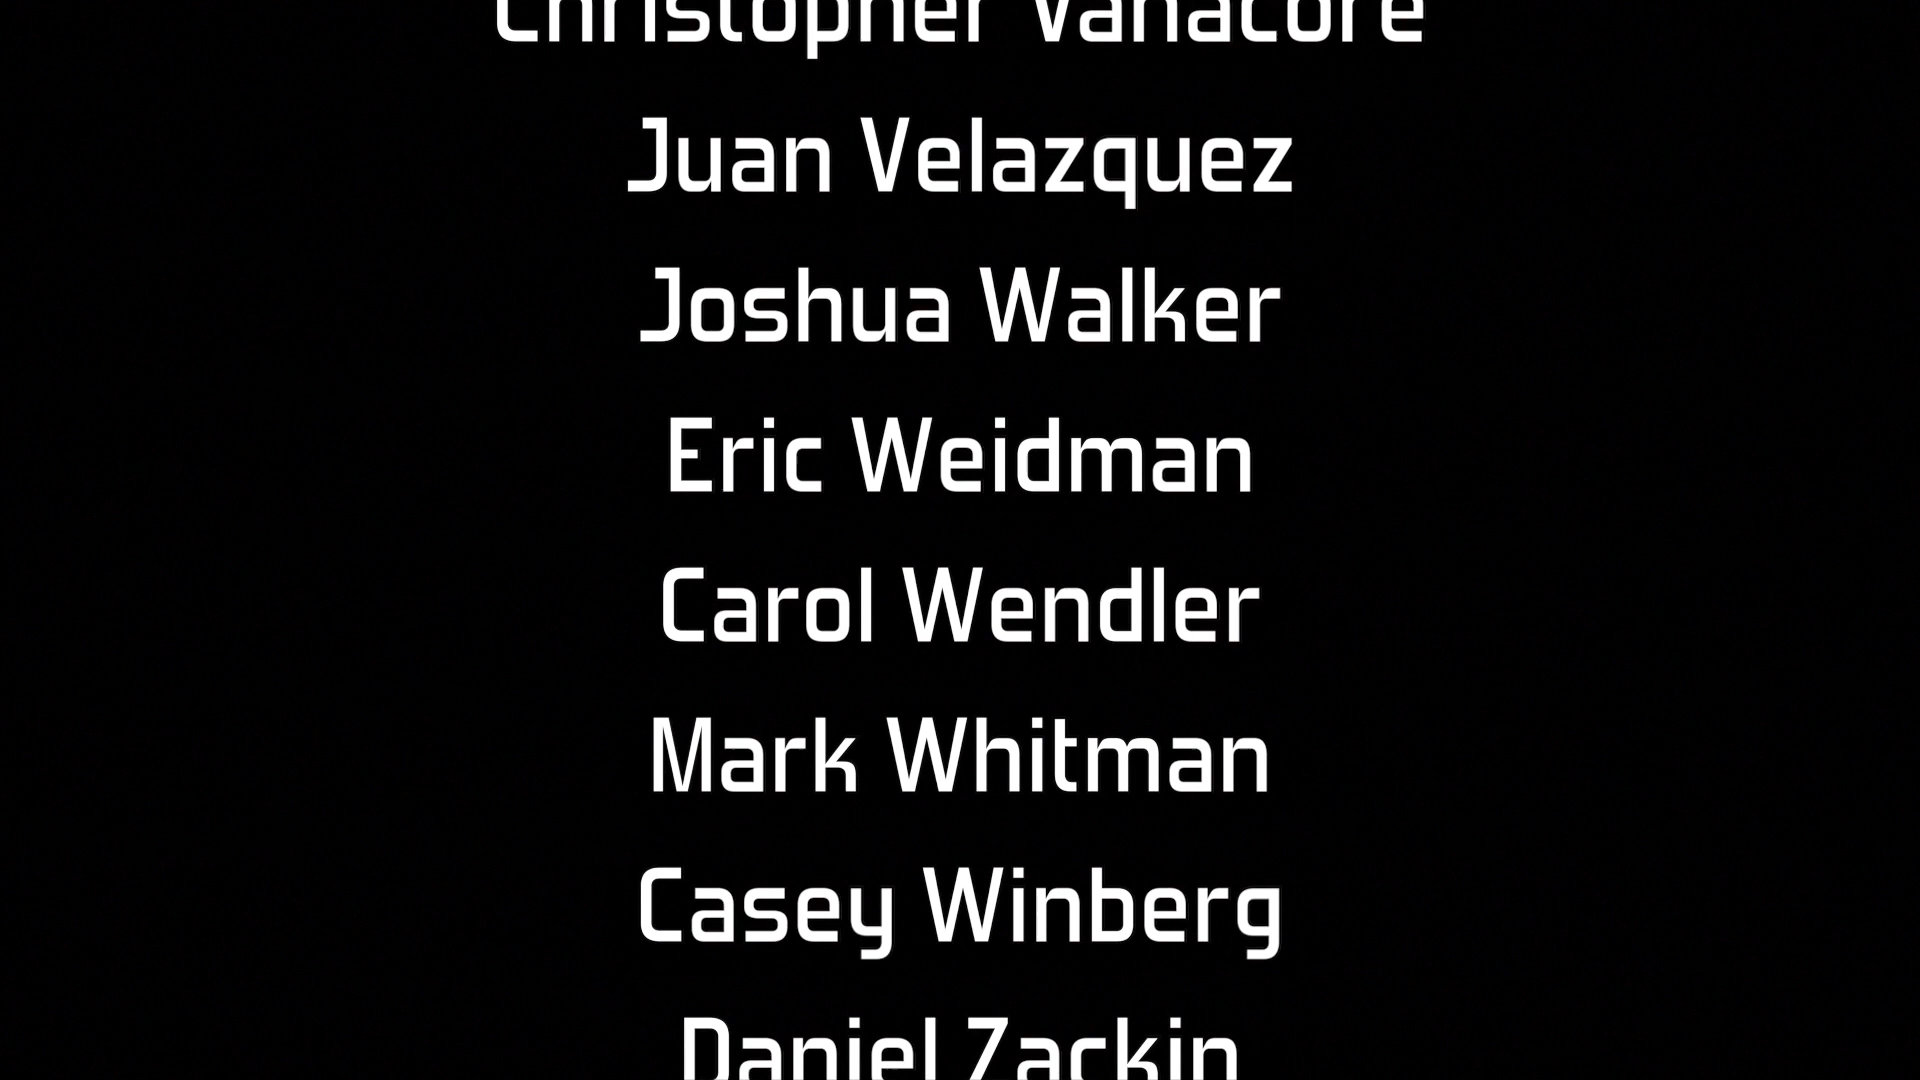 Christopher Vanacore
Juan Velazquez
Joshua Walker
Eric Weidman
Carol Wendler
Mark Whitman
Casey Winberg
Daniel Zackin